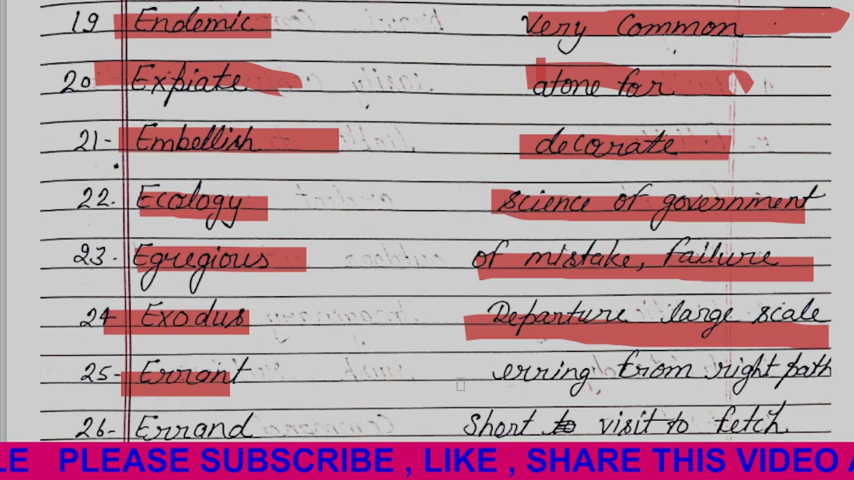 19 Endemic very common
20 Expiate atone for
21- Embellish decorate
22. Ecology science of government
23- Egregious of mistake, failure
24 Exodus Departure large scale
25- Errant erring from right path
26- Errand Short to visit to fetch
LE PLEASE SUBSCRIBE , LIKE , SHARE THIS VIDEO A